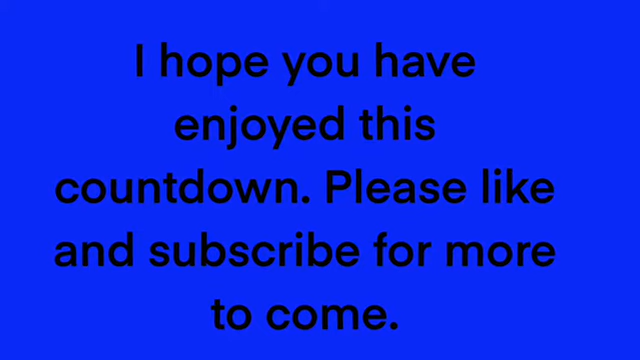 I hope you have
enjoyed this
countdown. Please like
and subscribe for more
to come.